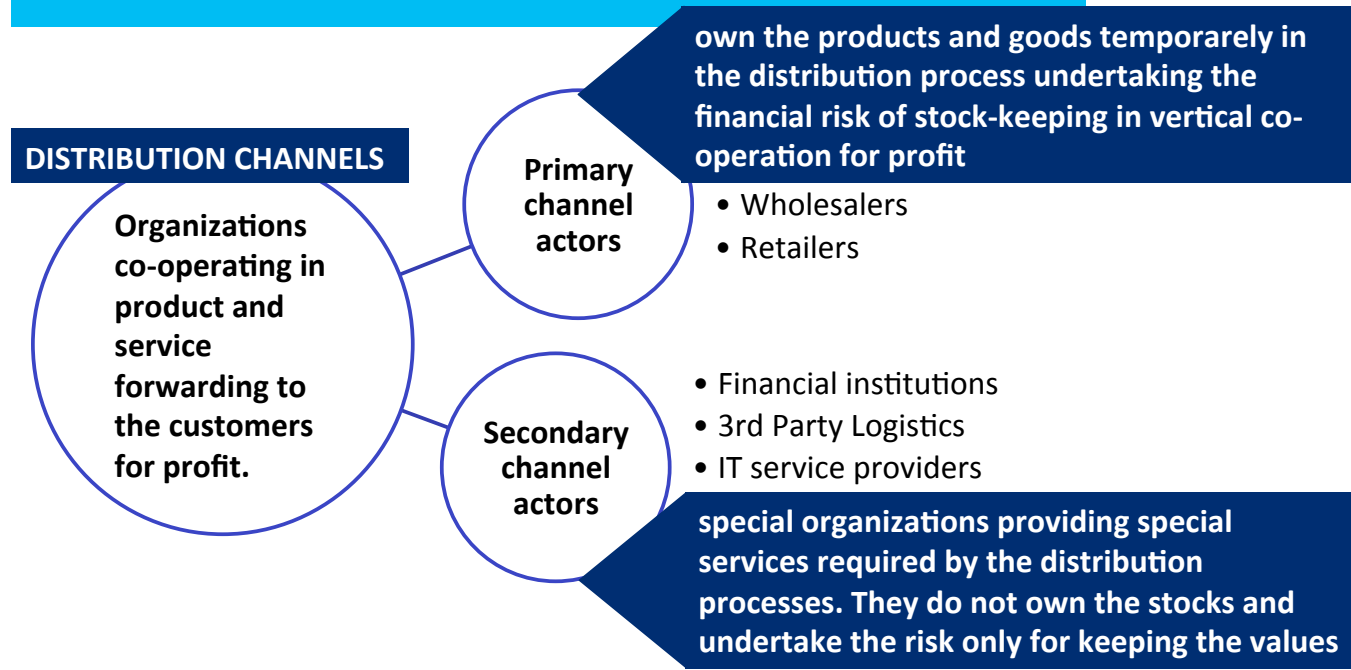 DISTRIBUTION CHANNELS
Organizations
co-operating in
product and
service
forwarding to
the customers
for profit.
Primary
channel
actors
own the products and goods temporarely in
the distribution process undertaking the
financial risk of stock-keeping in vertical co-
operation for profit
• Wholesalers
• Retailers
Secondary
channel
actors
• Financial institutions
• 3rd Party Logistics
• IT service providers
special organizations providing special
services required by the distribution
processes. They do not own the stocks and
undertake the risk only for keeping the values